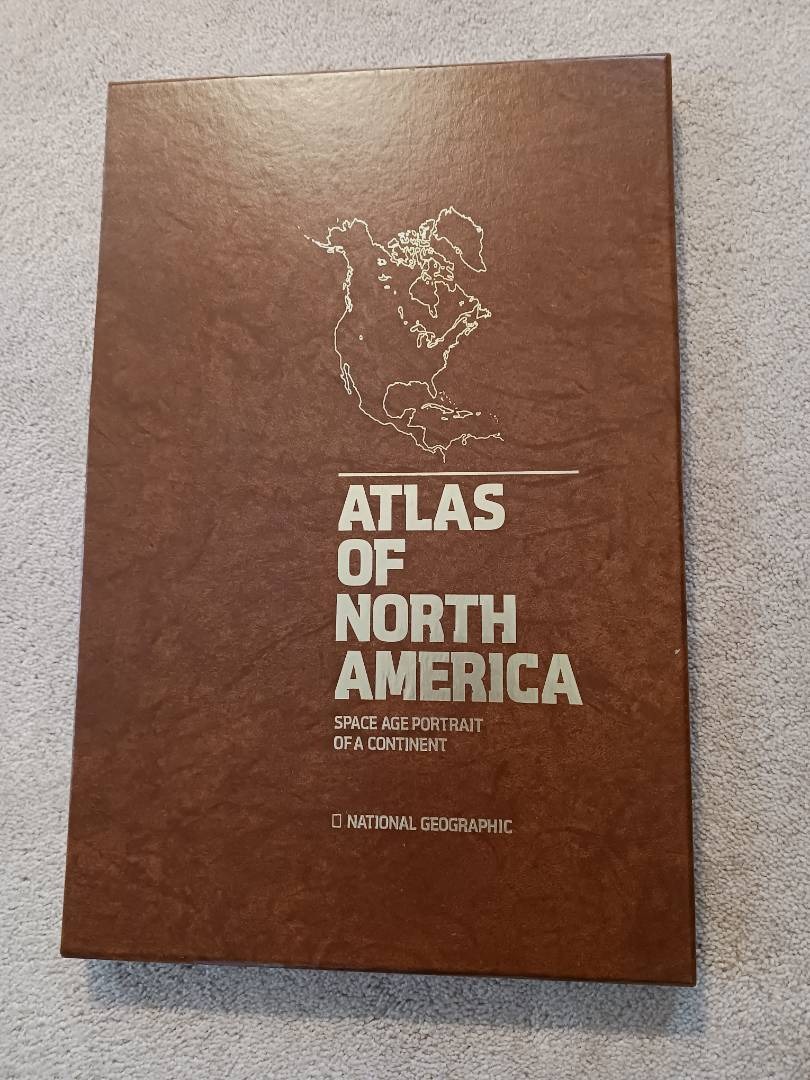 ATLAS
OF
NORTH
AMERICA
SPACE AGE PORTRAIT
OF A CONTINENT
NATIONAL GEOGRAPHIC